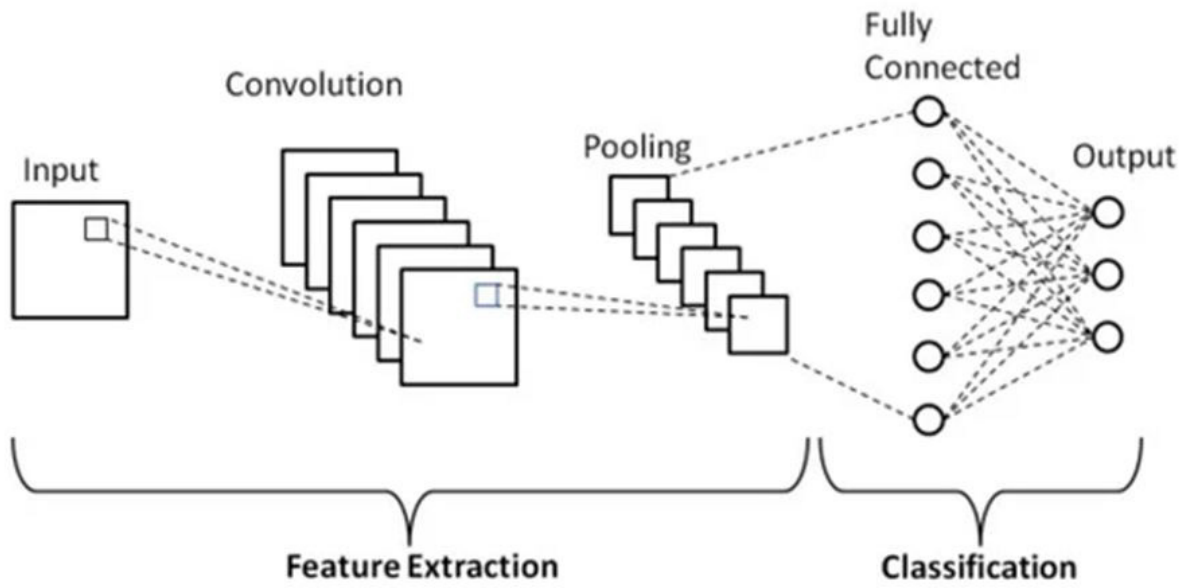 Input
Convolution
Pooling
Fully
Connected
Output
Feature Extraction
Classification